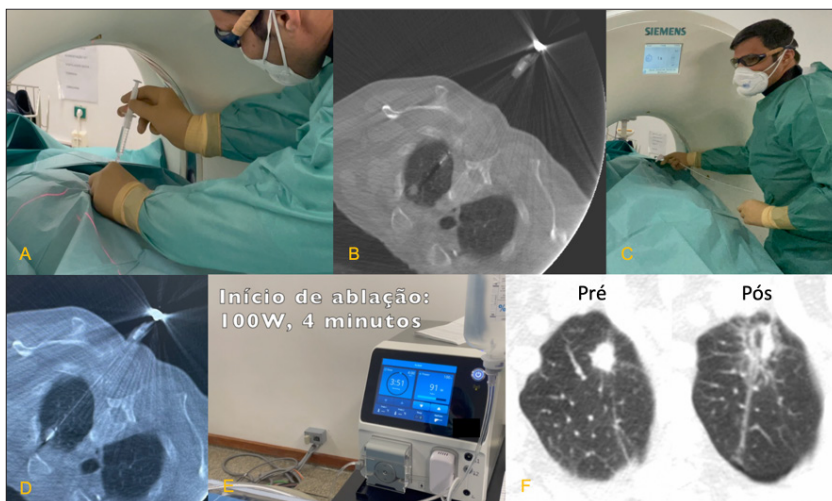 A
B
SIEMENS
C
D
Início de ablação:
100W, 4 minutos
3:51
91
E
Pré
Pós
F